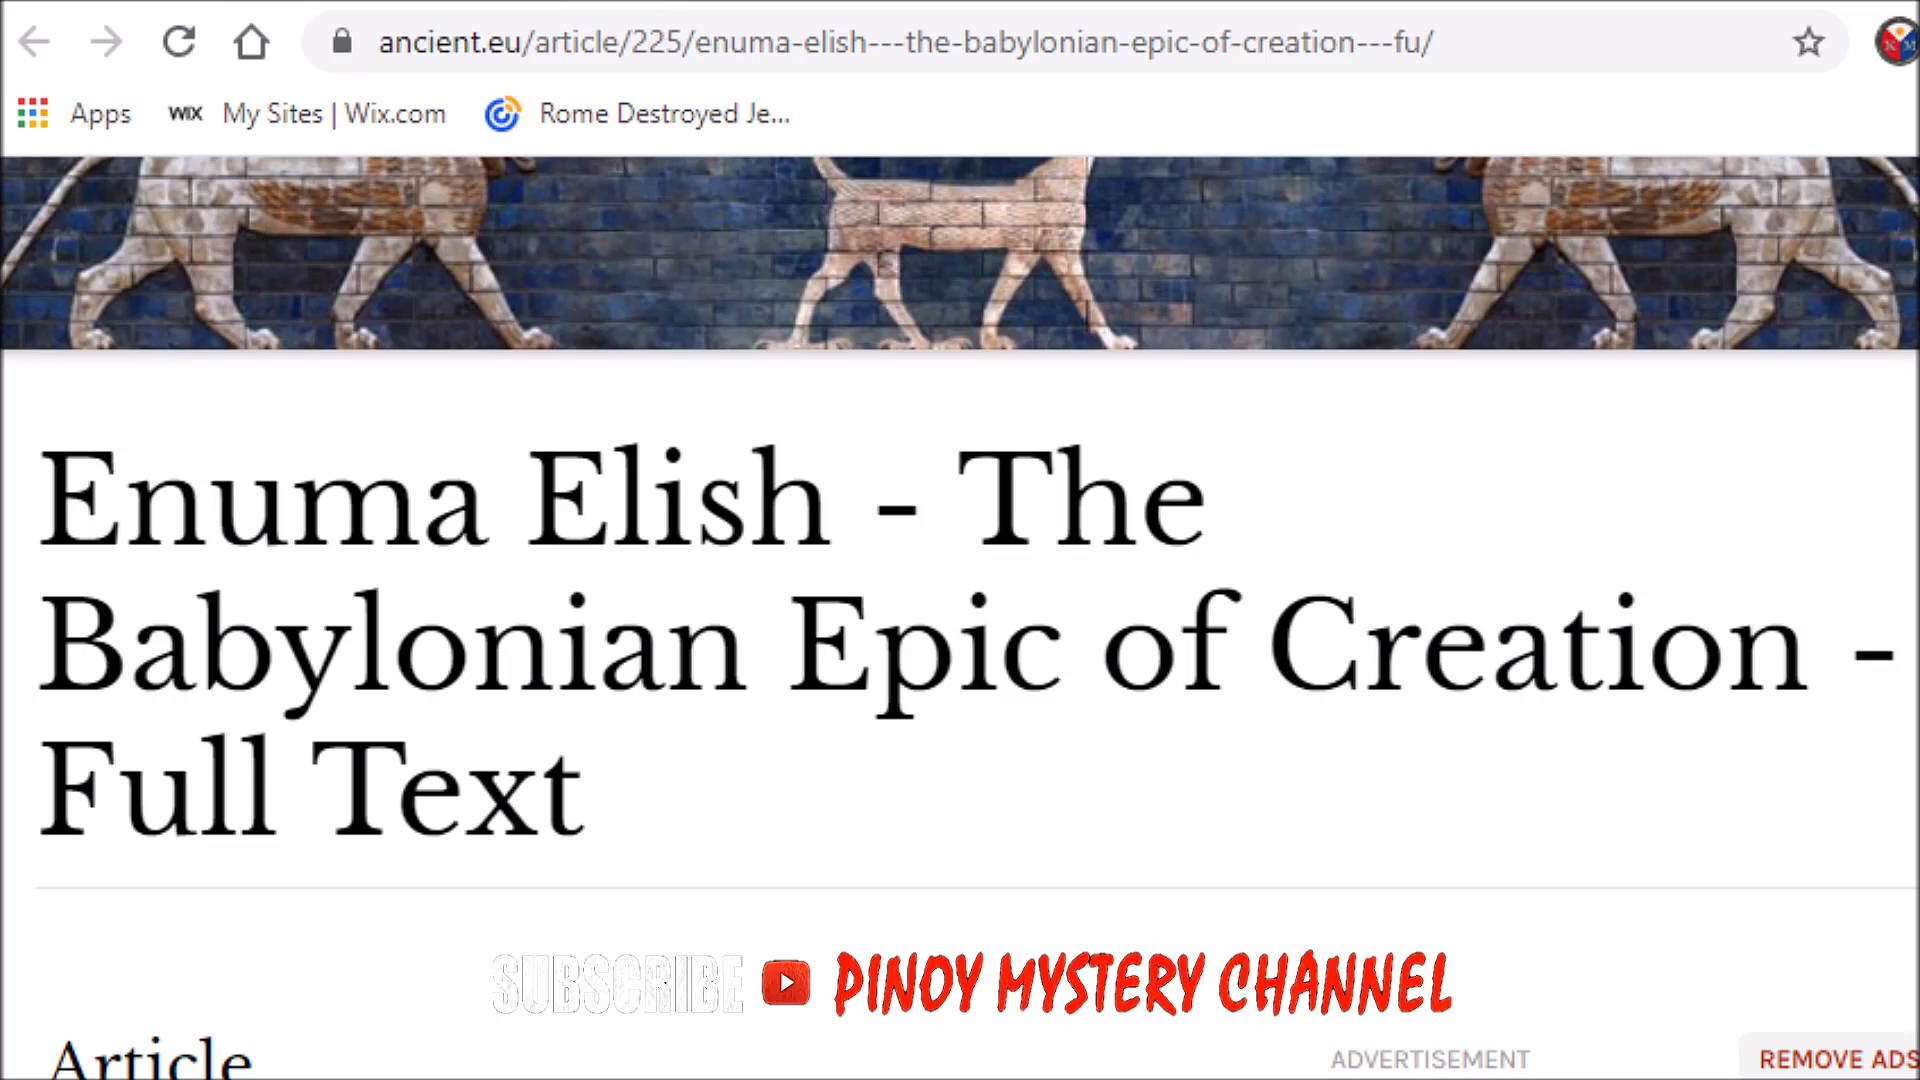 ancient.eu/article/225/enuma-elish---the-babylonian-epic-of-creation---fu/
Apps WIX My Sites | Wix.com Rome Destroyed Je...
Enuma Elish - The
Babylonian Epic of Creation -
Full Text
SUBSCRIBE PINOY MYSTERY CHANNEL
Article
ADVERTISEMENT
REMOVE ADS